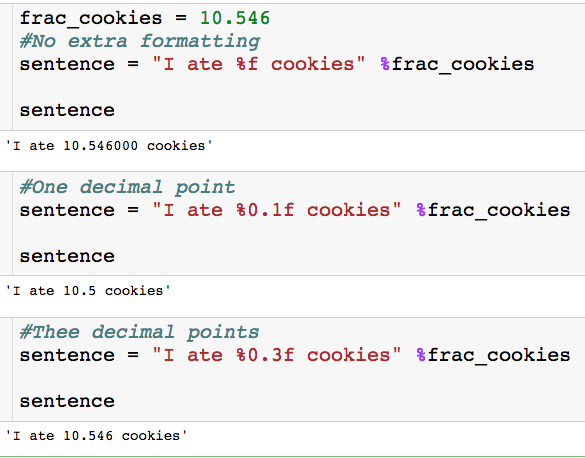 frac_cookies = 10.546
#No extra formatting
sentence = "I ate %f cookies" %frac_cookies
sentence
'I ate 10.546000 cookies'
#One decimal point
sentence = "I ate %0.1f cookies" %frac_cookies
sentence
'I ate 10.5 cookies'
#Thee decimal points
sentence = "I ate %0.3f cookies" %frac_cookies
sentence
'I ate 10.546 cookies'